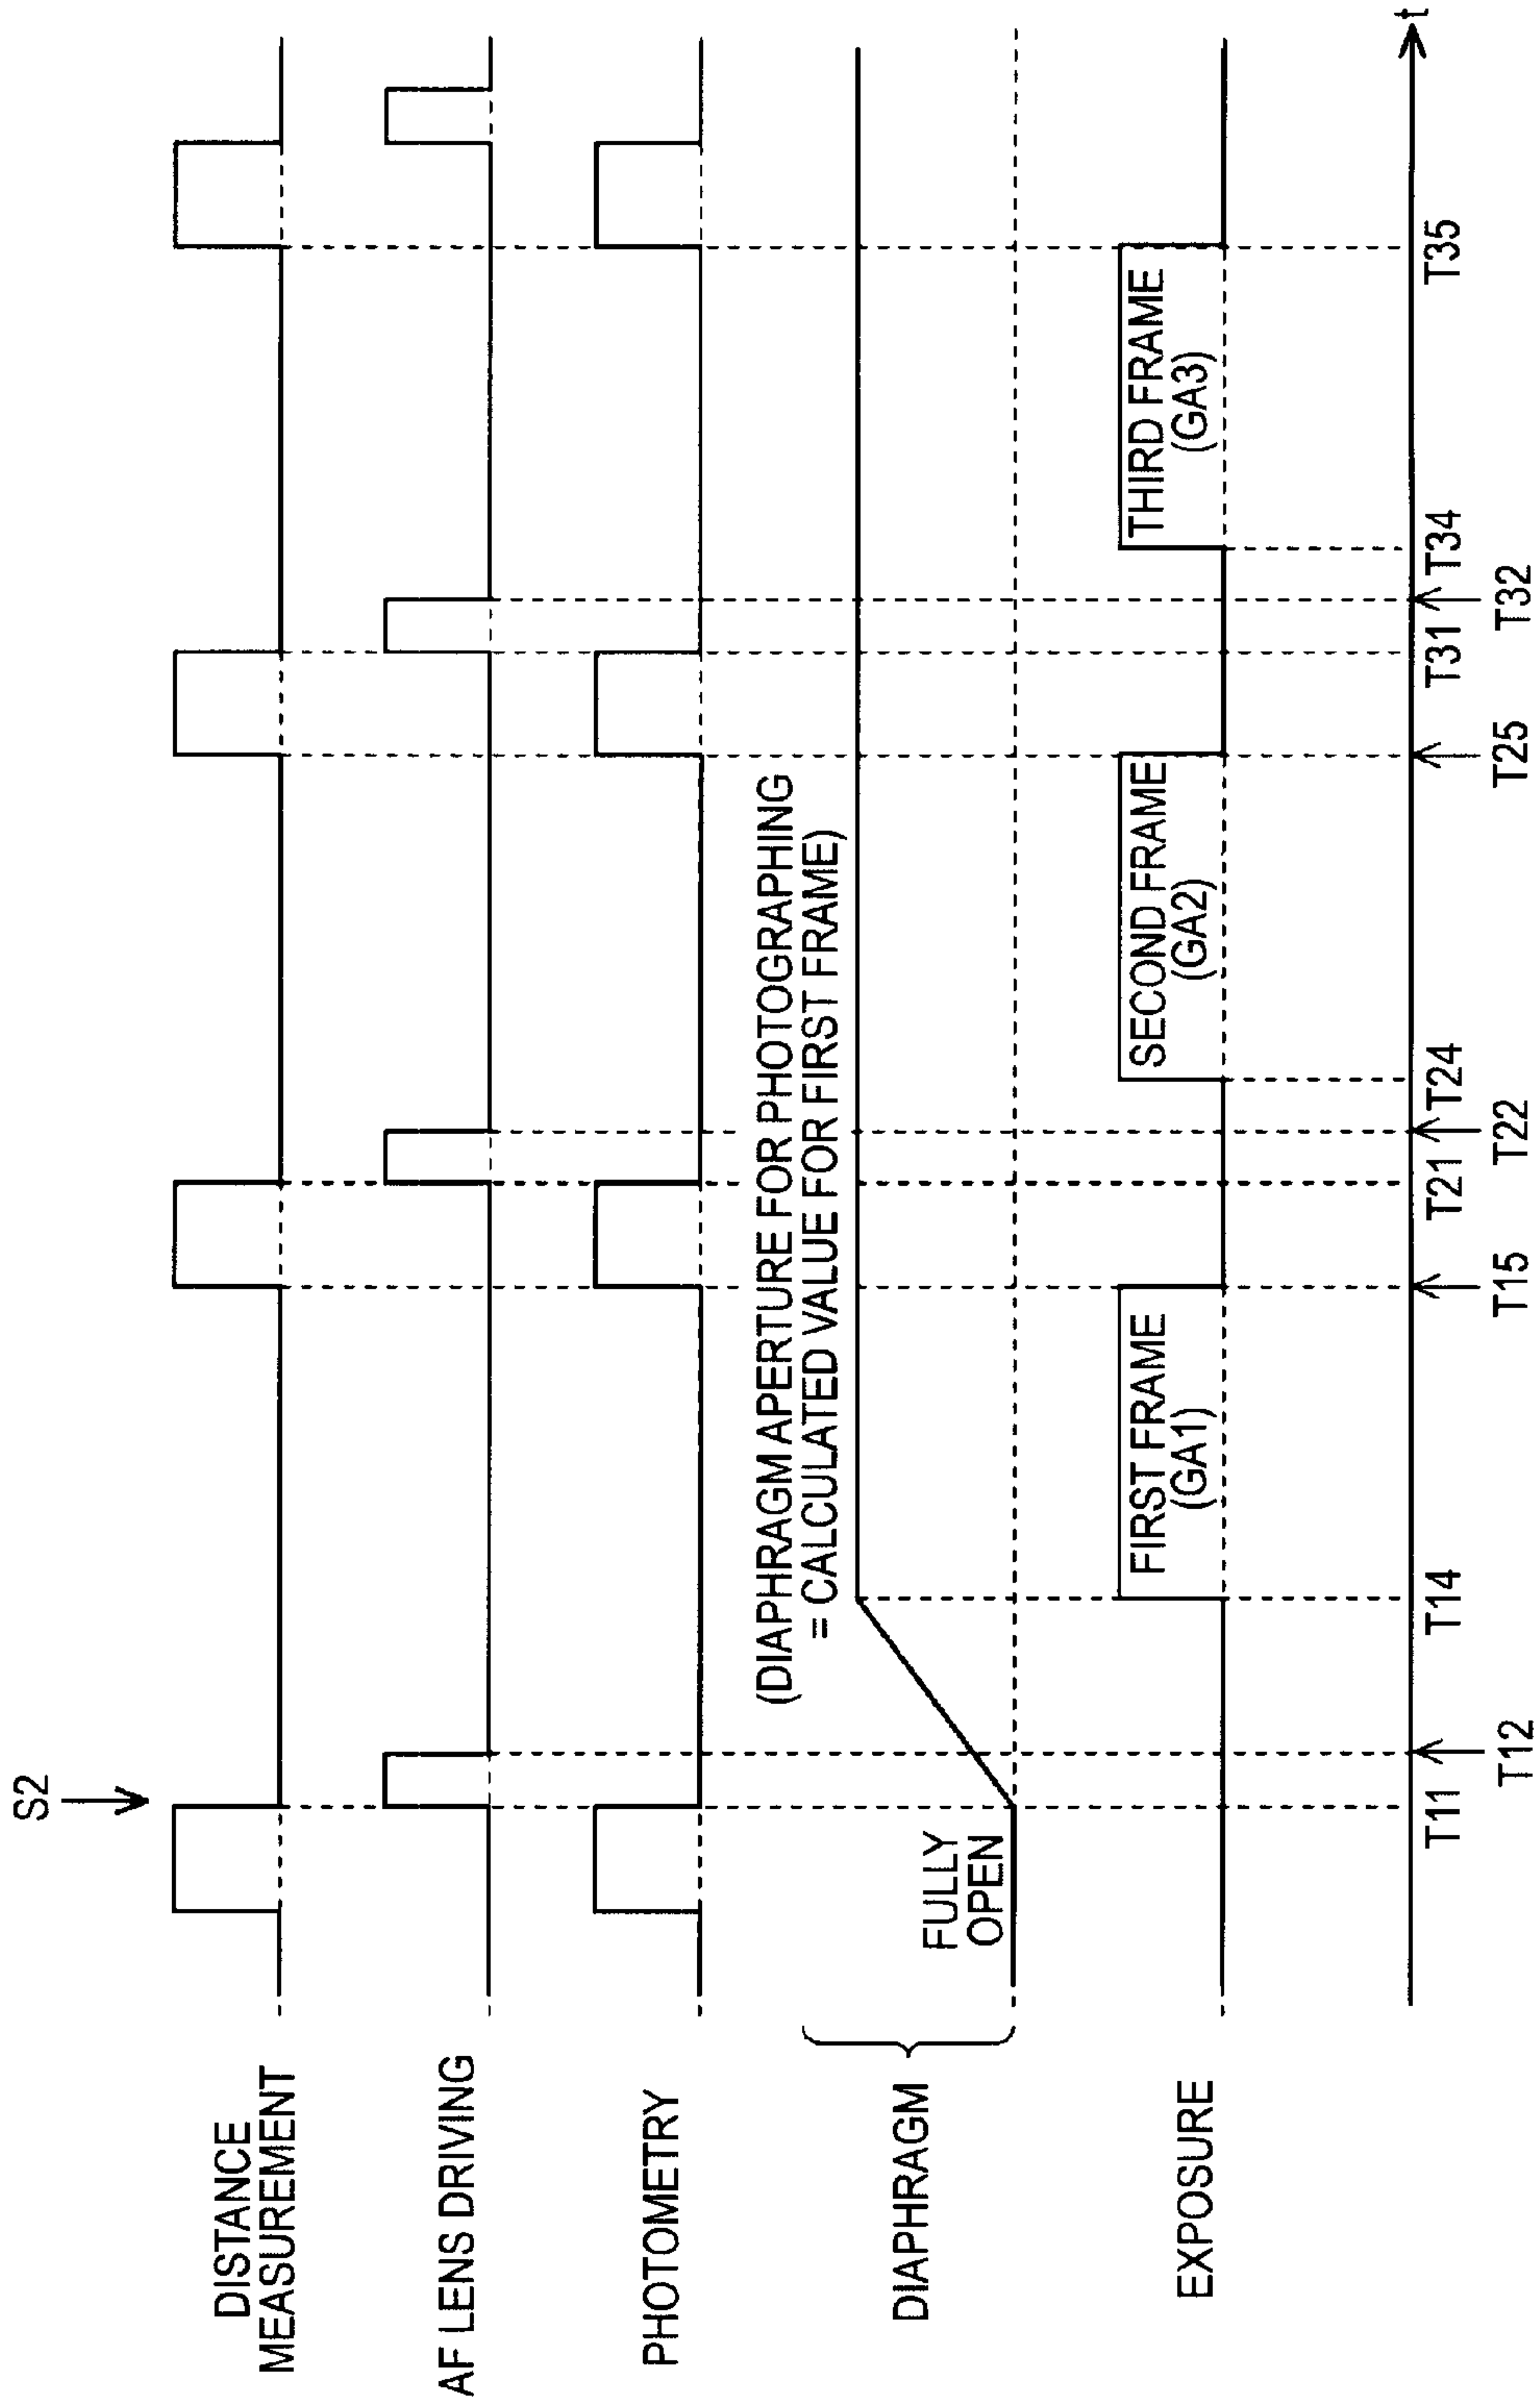 S2
DISTANCE
MEASUREMENT
AF LENS DRIVING
PHOTOMETRY
(DIAPHRAGM APERTURE FOR PHOTOGRAPHING
= CALCULATED VALUE FOR FIRST FRAME)
DIAPHRAGM
FULLY
OPEN
EXPOSURE
FIRST FRAME
(GA1)
SECOND FRAME
(GA2)
THIRD FRAME
(GA3)
t
T11
T14
T21
T24
T31
T34
T35
T12
T15
T22
T25
T32